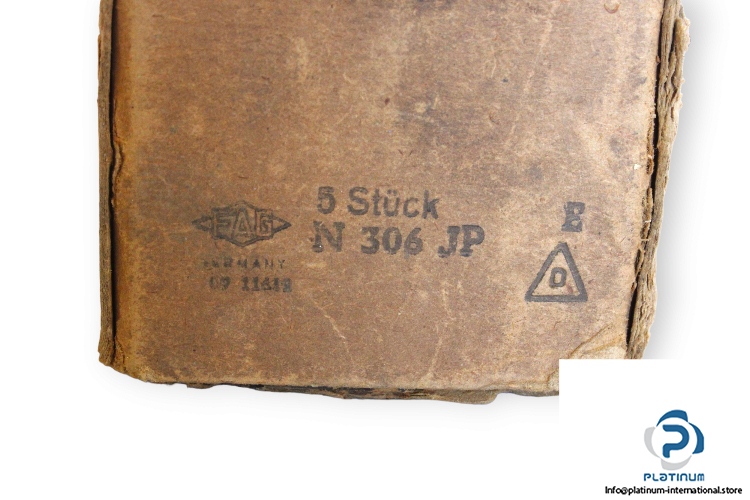 5 Stück
FAG
N 306 JP
E
GERMANY
D
PLATINUM
Info@platinum-international.store